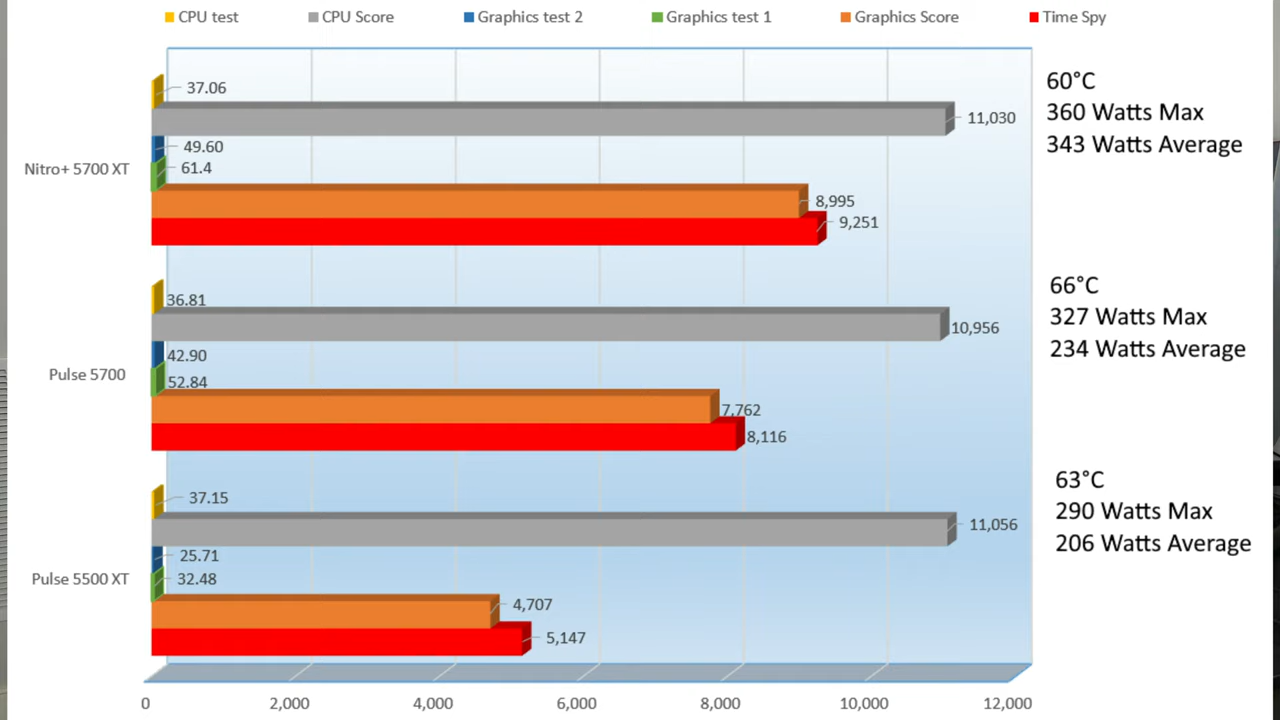 CPU test CPU Score Graphics test 2 Graphics test 1 Graphics Score Time Spy
37.06
11,030
49.60
Nitro+ 5700 XT
61.4
8,995
9,251
60°C
360 Watts Max
343 Watts Average
36.81
10,956
42.90
Pulse 5700
52.84
7,762
8,116
66°C
327 Watts Max
234 Watts Average
37.15
11,056
25.71
Pulse 5500 XT
32.48
4,707
5,147
63°C
290 Watts Max
206 Watts Average
0 2,000 4,000 6,000 8,000 10,000 12,000